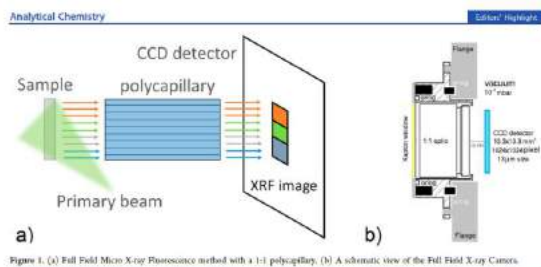 Analytical Chemistry
Editors' Highlight
CCD detector
Sample
polycapillary
XRF image
Primary beam
a)
Flange
vacuum
Kapton window
1:1 optic
CCD detector
Flange
b)
Figure 1. (a) Full Field Micro X-ray Fluorescence method with a 1:1 polycapillary. (b) A schematic view of the Full Field X-ray Camera.